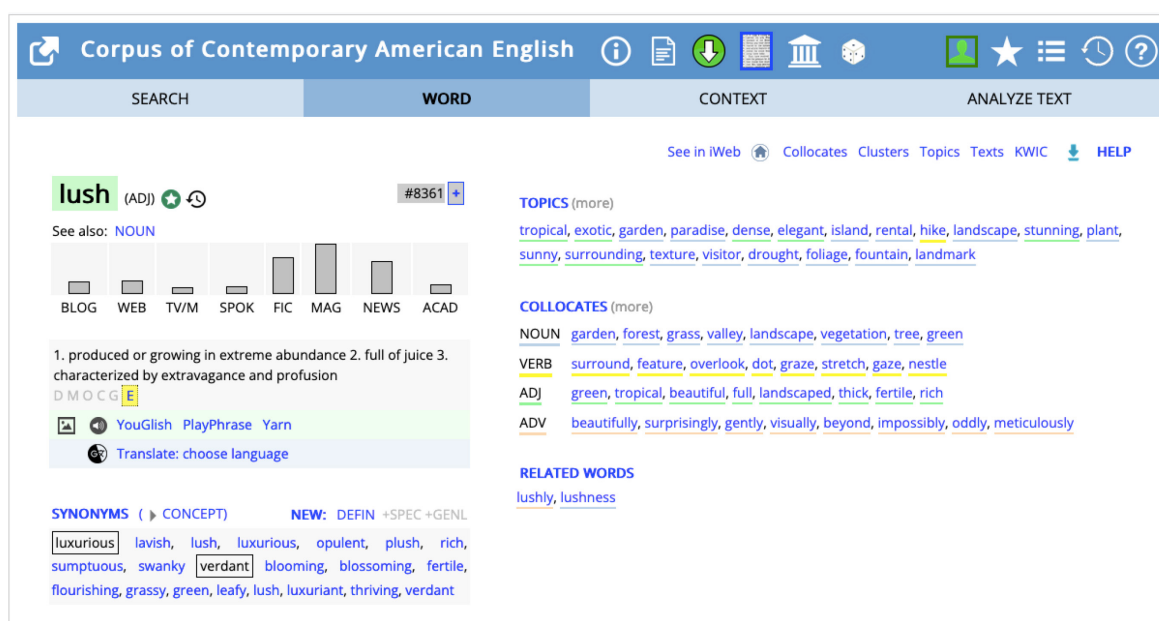 Corpus of Contemporary American English
SEARCH WORD CONTEXT ANALYZE TEXT
See in iWeb Collocates Clusters Topics Texts KWIC HELP
lush (ADJ) #8361 +
See also: NOUN
BLOG WEB TV/M SPOK FIC MAG NEWS ACAD
1. produced or growing in extreme abundance 2. full of juice 3.
characterized by extravagance and profusion
D M O C G E
YouGlish PlayPhrase Yarn
Translate: choose language
SYNONYMS ( CONCEPT) NEW: DEFIN +SPEC +GENL
luxurious lavish, lush, luxurious, opulent, plush, rich,
sumptuous, swanky verdant blooming, blossoming, fertile,
flourishing, grassy, green, leafy, lush, luxuriant, thriving, verdant
TOPICS (more)
tropical, exotic, garden, paradise, dense, elegant, island, rental, hike, landscape, stunning, plant,
sunny, surrounding, texture, visitor, drought, foliage, fountain, landmark
COLLOCATES (more)
NOUN garden, forest, grass, valley, landscape, vegetation, tree, green
VERB surround, feature, overlook, dot, graze, stretch, gaze, nestle
ADJ green, tropical, beautiful, full, landscaped, thick, fertile, rich
ADV beautifully, surprisingly, gently, visually, beyond, impossibly, oddly, meticulously
RELATED WORDS
lushly, lushness